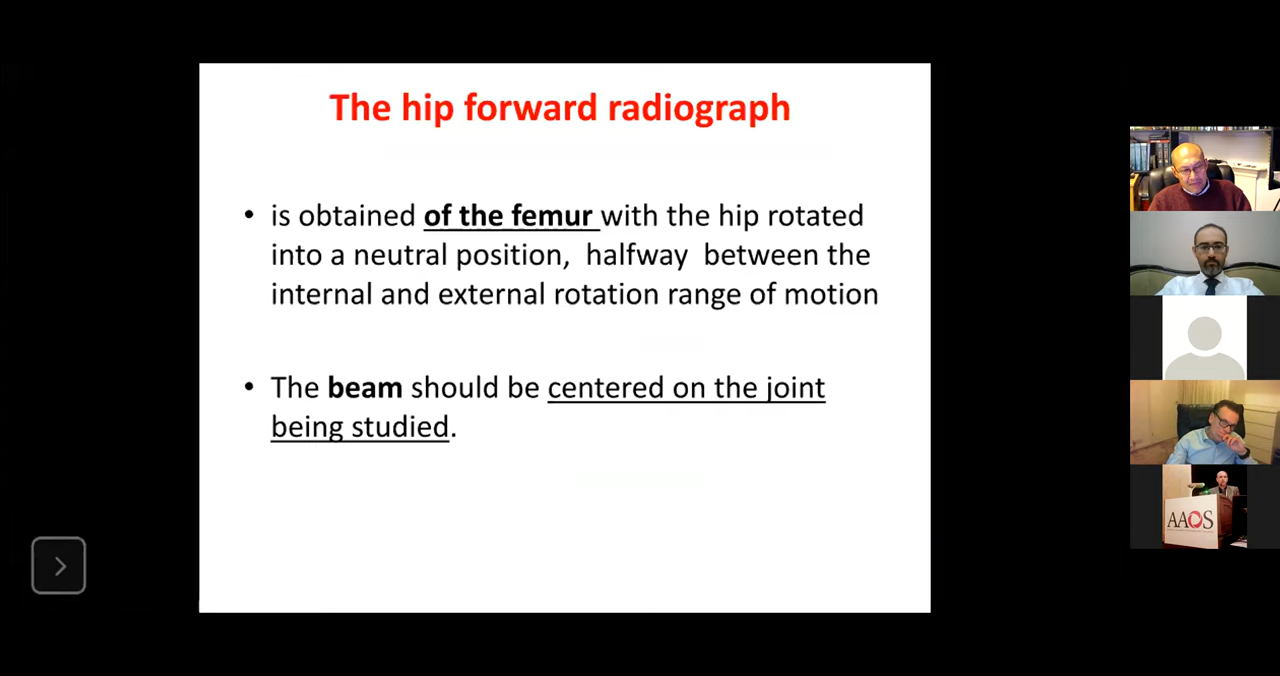 The hip forward radiograph
• is obtained of the femur with the hip rotated
into a neutral position, halfway between the
internal and external rotation range of motion
• The beam should be centered on the joint
being studied.
AAOS